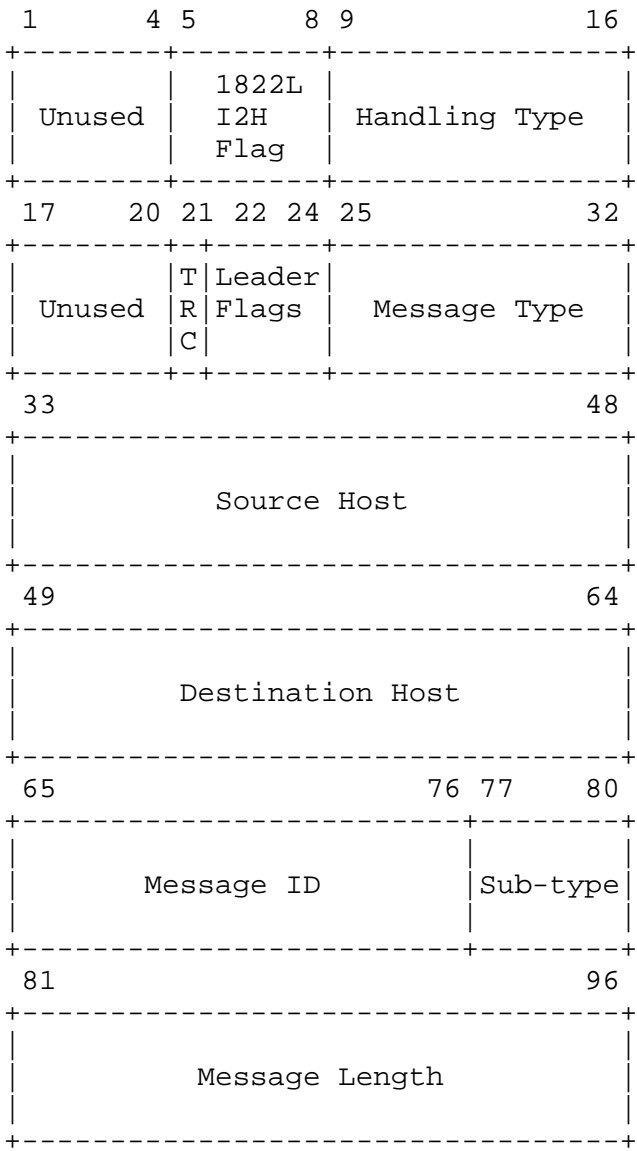 1 4 5 8 9 16
1822L
Unused I2H Handling Type
Flag
17 20 21 22 24 25 32
T Leader
Unused R Flags Message Type
C
33 48
Source Host
49 64
Destination Host
65 76 77 80
Message ID Sub-type
81 96
Message Length